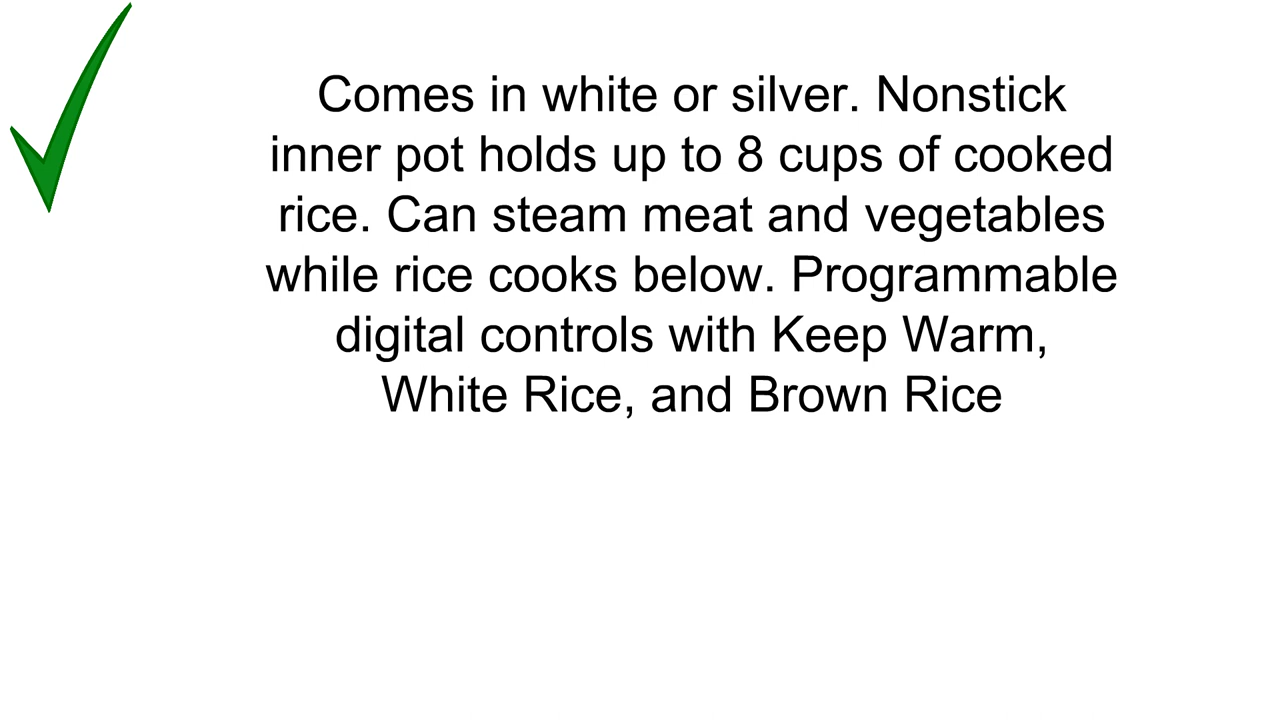 Comes in white or silver. Nonstick
inner pot holds up to 8 cups of cooked
rice. Can steam meat and vegetables
while rice cooks below. Programmable
digital controls with Keep Warm,
White Rice, and Brown Rice